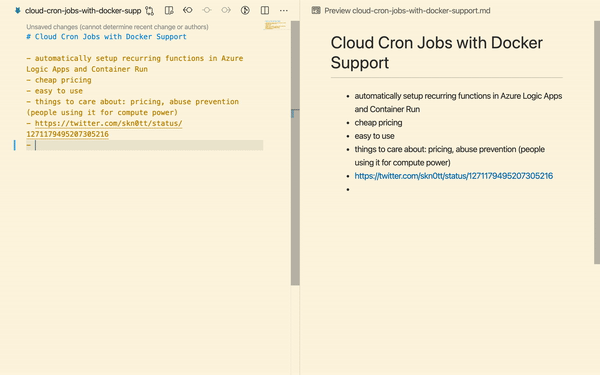 cloud-cron-jobs-with-docker-supp
Unsaved changes (cannot determine recent change or authors)
# Cloud Cron Jobs with Docker Support
- automatically setup recurring functions in Azure
Logic Apps and Container Run
- cheap pricing
- easy to use
- things to care about: pricing, abuse prevention
(people using it for compute power)
- https://twitter.com/skn0tt/status/
1271179495207305216
-
Preview cloud-cron-jobs-with-docker-support.md
Cloud Cron Jobs with Docker
Support
• automatically setup recurring functions in Azure Logic Apps
and Container Run
• cheap pricing
• easy to use
• things to care about: pricing, abuse prevention (people
using it for compute power)
• https://twitter.com/skn0tt/status/1271179495207305216
•